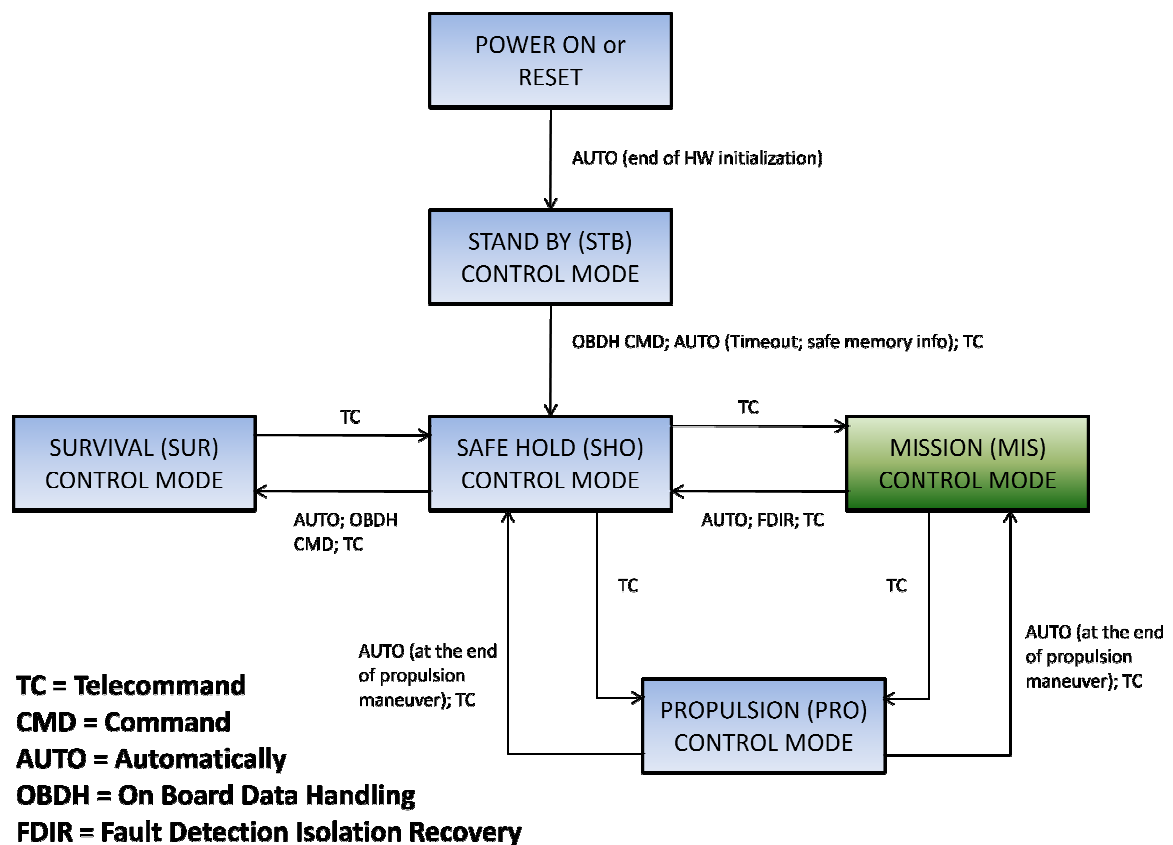 POWER ON or
RESET
AUTO (end of HW initialization)
STAND BY (STB)
CONTROL MODE
OBDH CMD; AUTO (Timeout; safe memory info); TC
TC
TC
SURVIVAL (SUR)
CONTROL MODE
SAFE HOLD (SHO)
CONTROL MODE
MISSION (MIS)
CONTROL MODE
AUTO; OBDH
CMD; TC
AUTO; FDIR; TC
TC
TC
AUTO (at the end
of propulsion
maneuver); TC
AUTO (at the end
of propulsion
maneuver); TC
PROPULSION (PRO)
CONTROL MODE
TC = Telecommand
CMD = Command
AUTO = Automatically
OBDH = On Board Data Handling
FDIR = Fault Detection Isolation Recovery